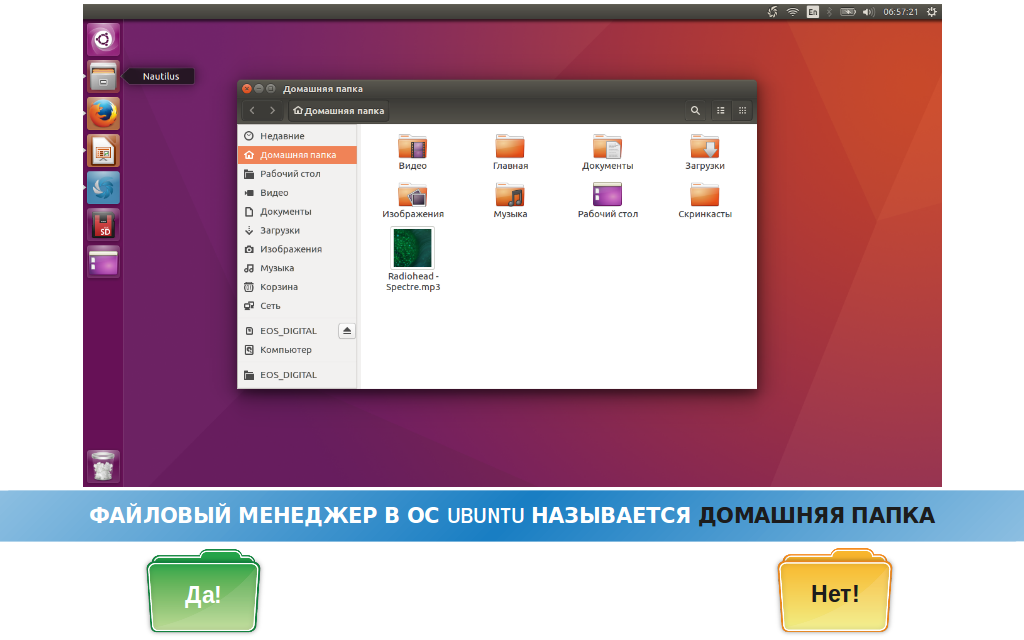 En 06:57:21
Nautilus
Домашняя папка
Домашняя папка
Недавние
Домашняя папка
Рабочий стол
Видео
Документы
Загрузки
Изображения
Музыка
Корзина
Сеть
EOS_DIGITAL
Компьютер
EOS_DIGITAL
Видео Главная Документы Загрузки
Изображения Музыка Рабочий стол Скринкасты
Radiohead -
Spectre.mp3
SD
ФАЙЛОВЫЙ МЕНЕДЖЕР В ОС UBUNTU НАЗЫВАЕТСЯ ДОМАШНЯЯ ПАПКА
Да! Нет!